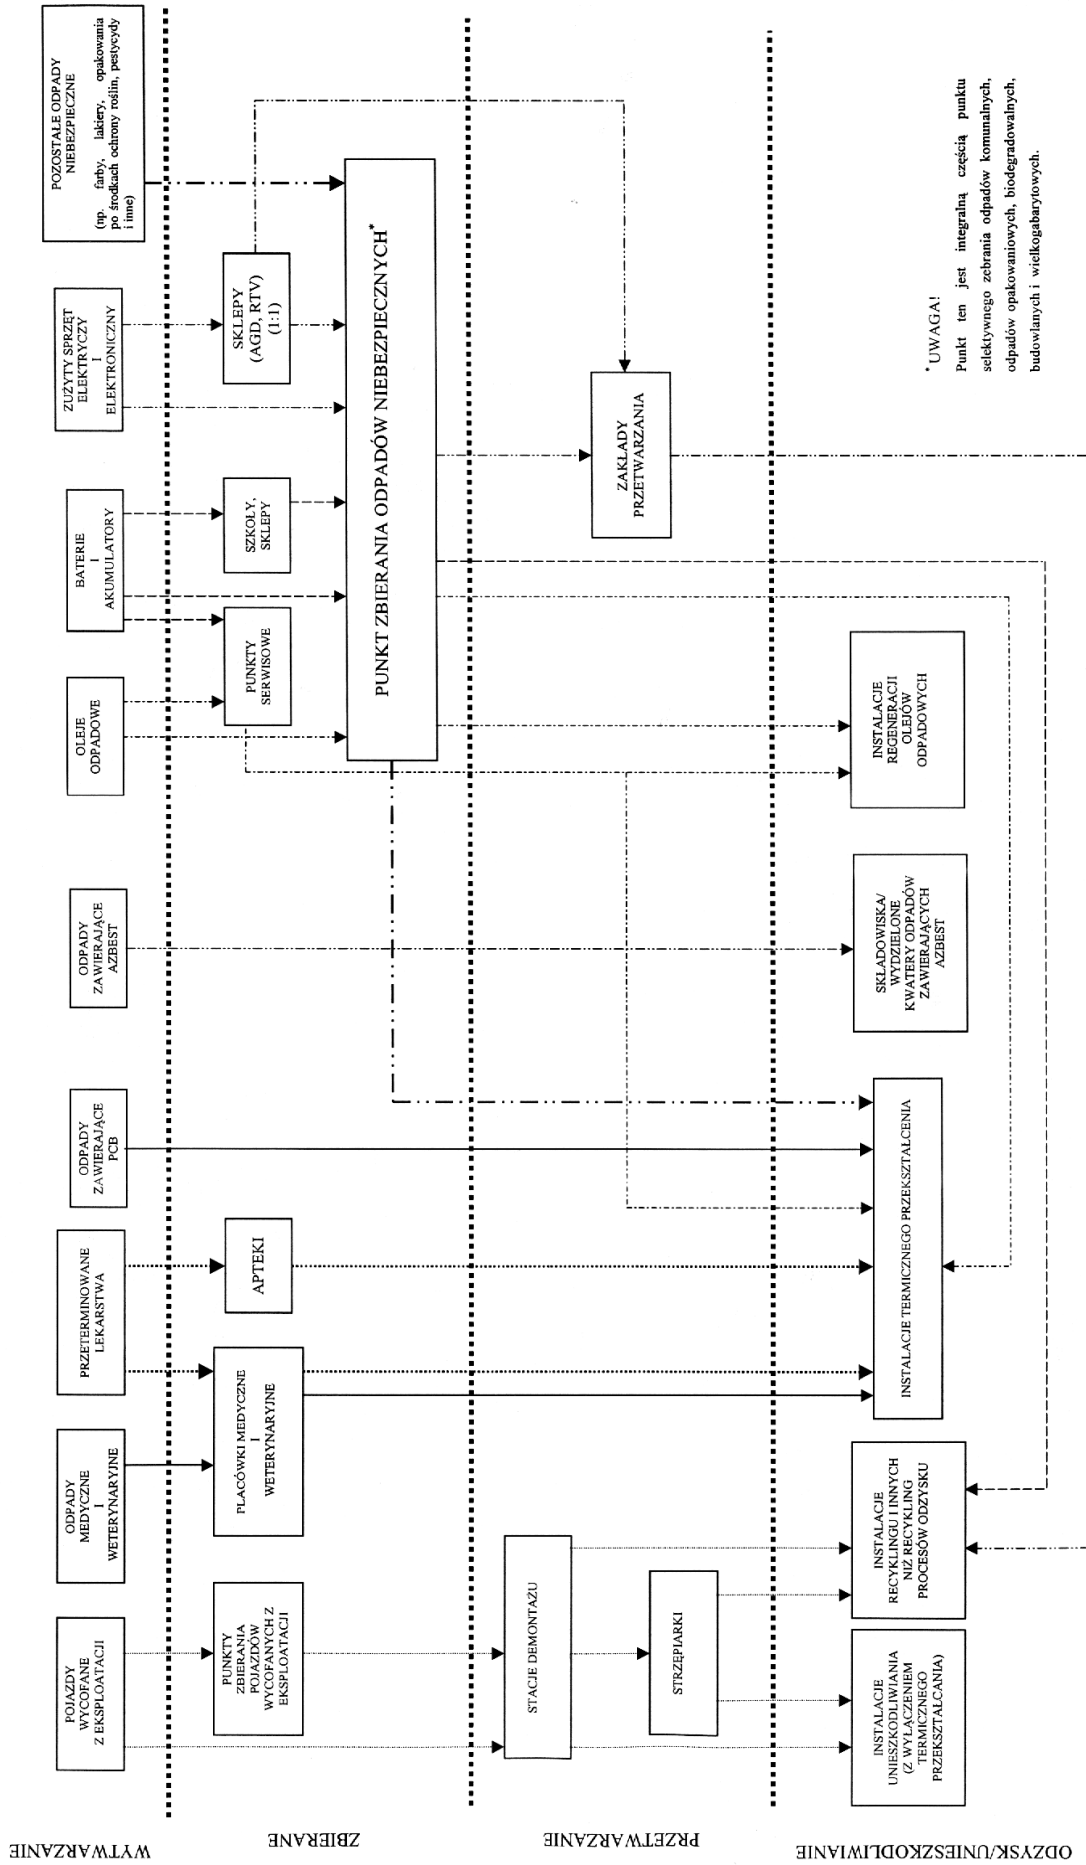 WYTWARZANIE
POJAZDY
WYCOFANE
Z EKSPLOATACJI
ODPADY
MEDYCZNE
I
WETERYNARYJNE
PRZETERMINOWANE
LEKARSTWA
ODPADY
ZAWIERAJĄCE
PCB
ODPADY
ZAWIERAJĄCE
AZBEST
OLEJE
ODPADOWE
BATERIE
I
AKUMULATORY
ZUŻYTY SPRZĘT
ELEKTRYCZY
I
ELEKTRONICZNY
POZOSTAŁE ODPADY
NIEBEZPIECZNE
(np. farby, lakiery, opakowania
po środkach ochrony roślin, pestycydy
i inne)
ZBIERANE
PUNKTY
ZBIERANIA
POJAZDÓW
WYCOFANYCH Z
EKSPLOATACJI
PLACÓWKI MEDYCZNE
I
WETERYNARYJNE
APTEKI
PUNKTY
SERWISOWE
SZKOŁY,
SKLEPY
SKLEPY
(AGD, RTV)
(1:1)
PUNKT ZBIERANIA ODPADÓW NIEBEZPIECZNYCH*
PRZETWARZANIE
STACJE DEMONTAŻU
STRZĘPIARKI
ZAKŁADY
PRZETWARZANIA
ODZYSK/UNIESZKODLIWIANIE
INSTALACJE
UNIESZKODLIWIANIA
(Z WYŁĄCZENIEM
TERMICZNEGO
PRZEKSZTAŁCANIA)
INSTALACJE
RECYKLINGU I INNYCH
NIŻ RECYKLING
PROCESÓW ODZYSKU
INSTALACJE TERMICZNEGO PRZEKSZTAŁCENIA
SKŁADOWISKA/
WYDZIELONE
KWATERY ODPADÓW
ZAWIERAJĄCYCH
AZBEST
INSTALACJE
REGENERACJI
OLEJÓW
ODPADOWYCH
*UWAGA!
Punkt ten jest integralną częścią punktu
selektywnego zebrania odpadów komunalnych,
odpadów opakowaniowych, biodegradowalnych,
budowlanych i wielkogabarytowych.